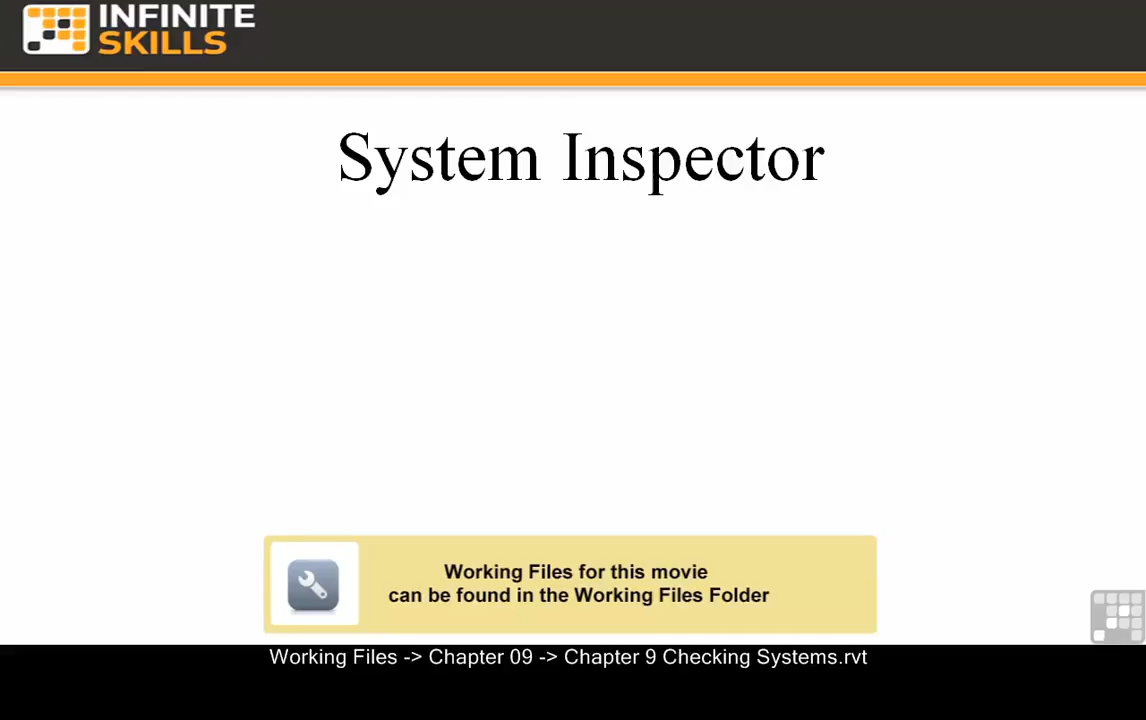 INFINITE
SKILLS
System Inspector
Working Files for this movie
can be found in the Working Files Folder
Working Files -> Chapter 09 -> Chapter 9 Checking Systems.rvt